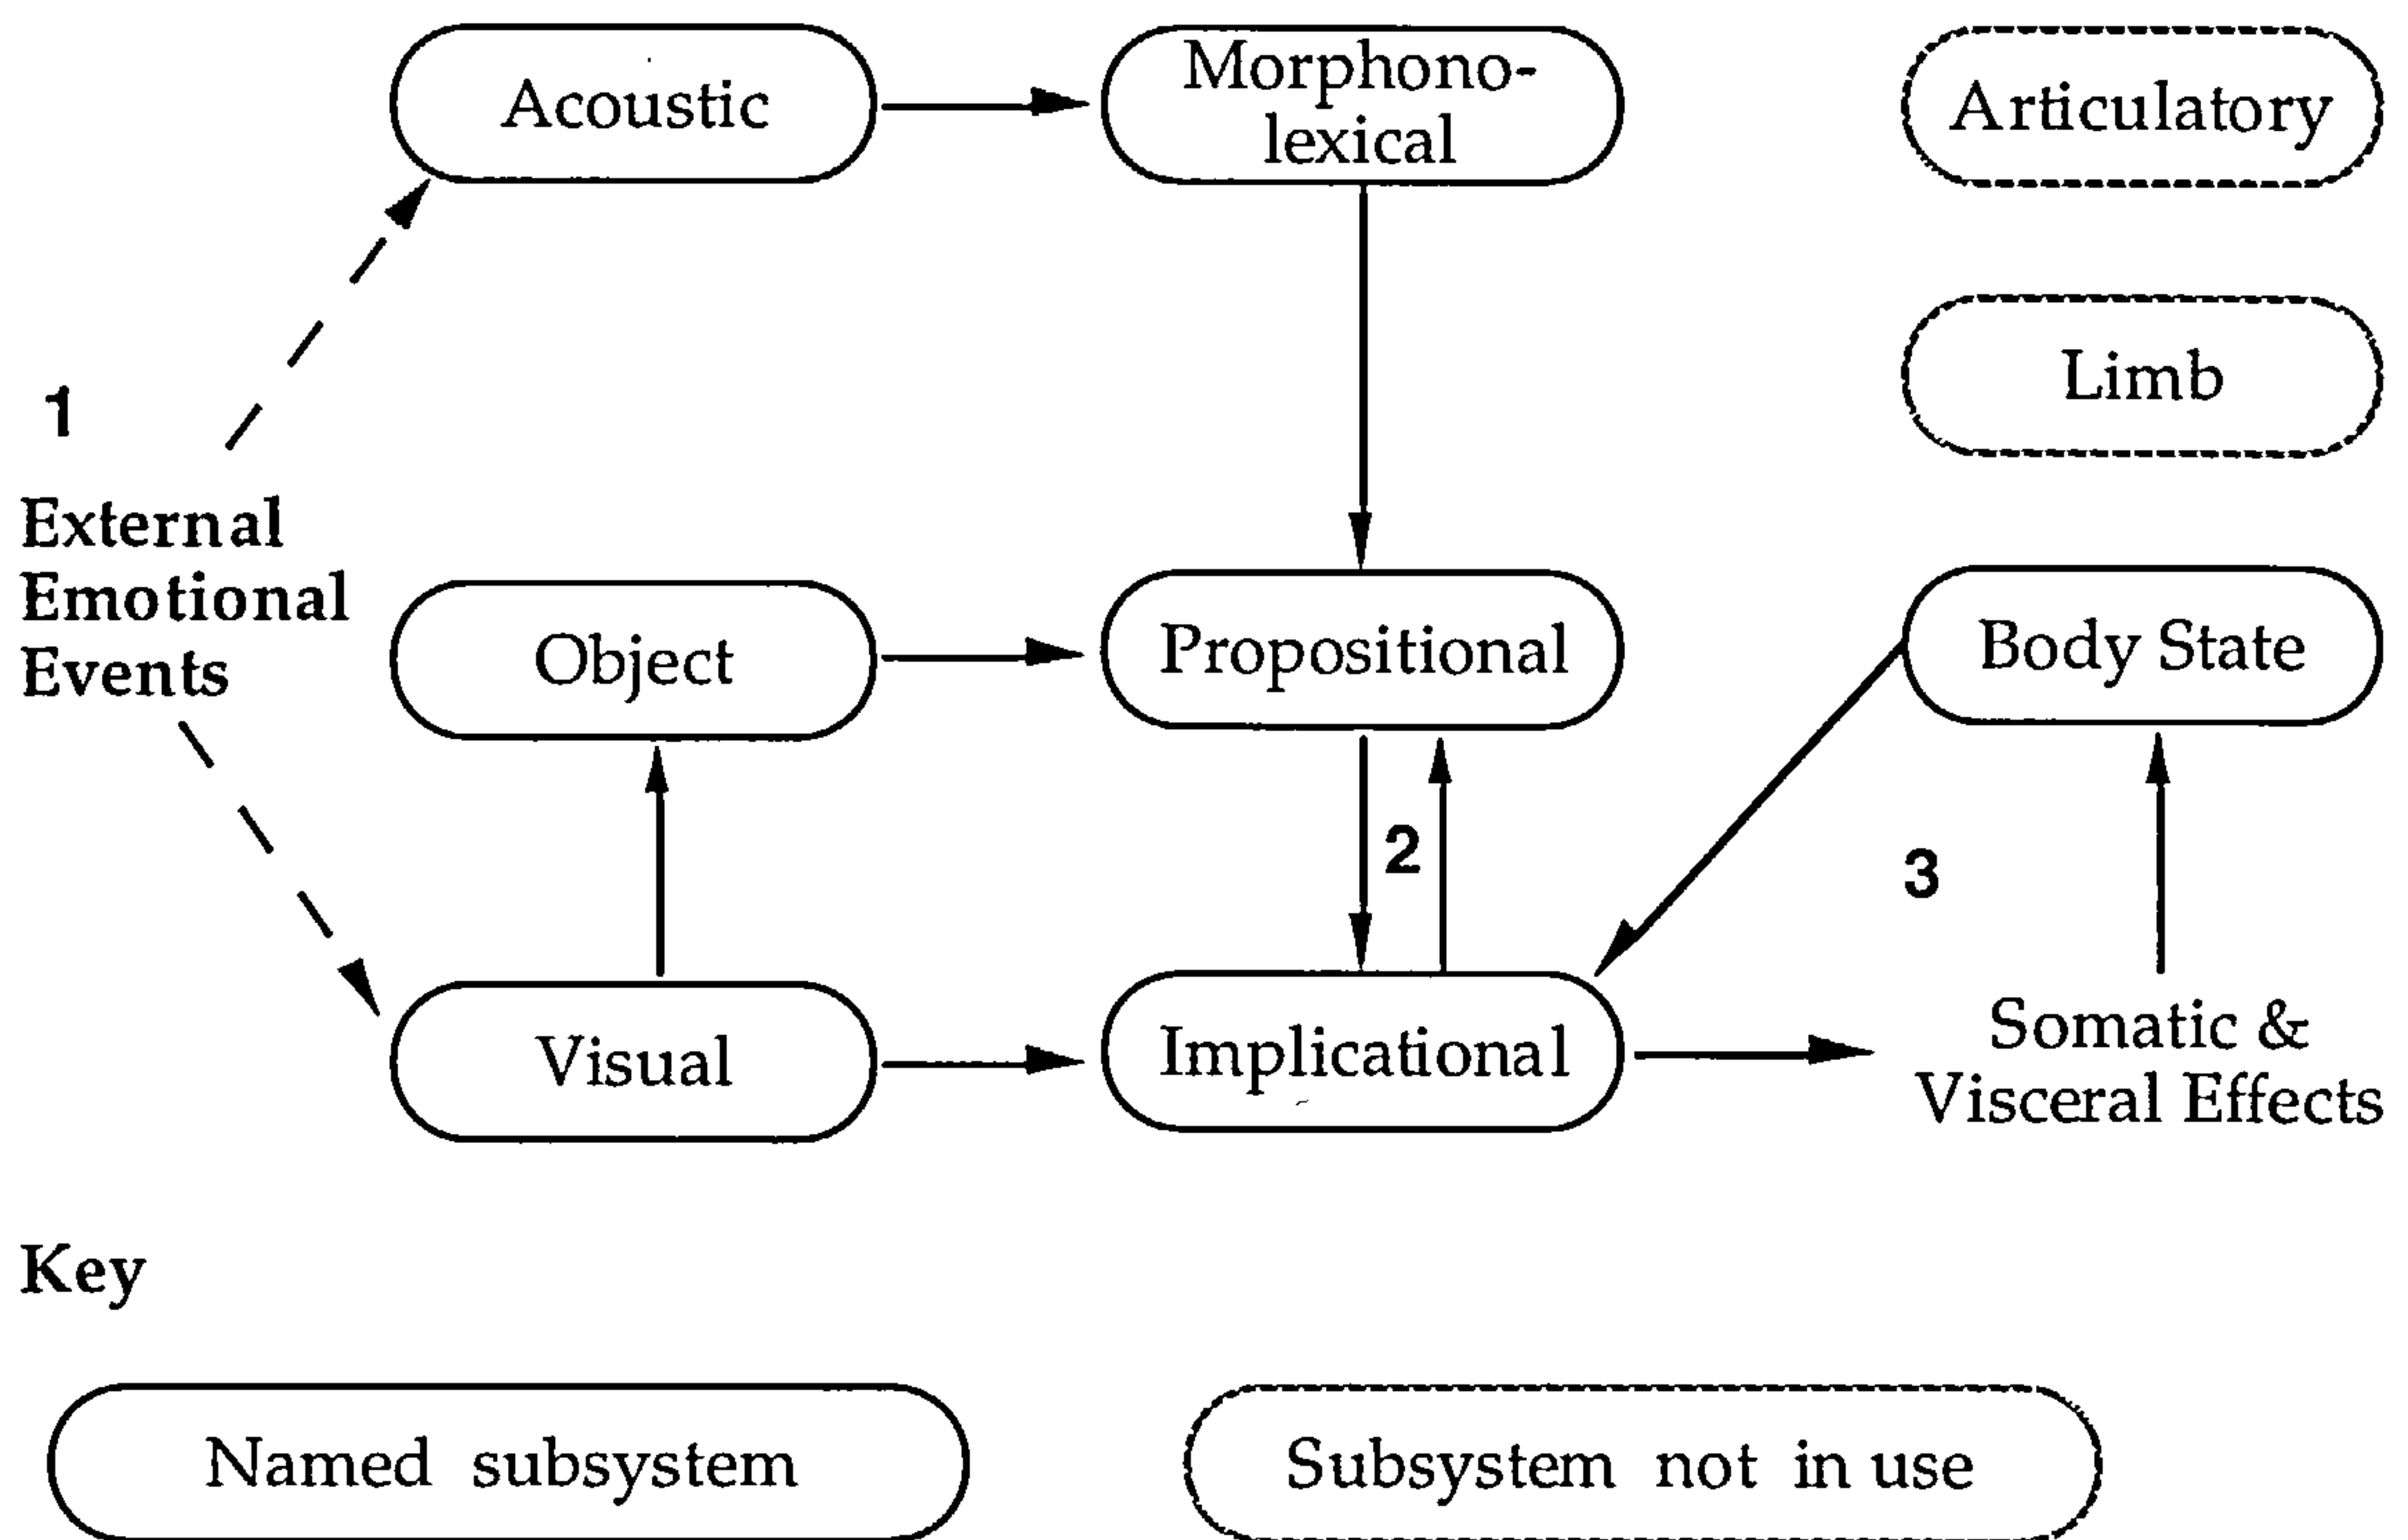 Acoustic
Morphono-
lexical
Articulatory
Limb
1
External
Emotional
Events
Object
Propositional
Body State
2
3
Visual
Implicational
Somatic &
Visceral Effects
Key
Named subsystem
Subsystem not in use